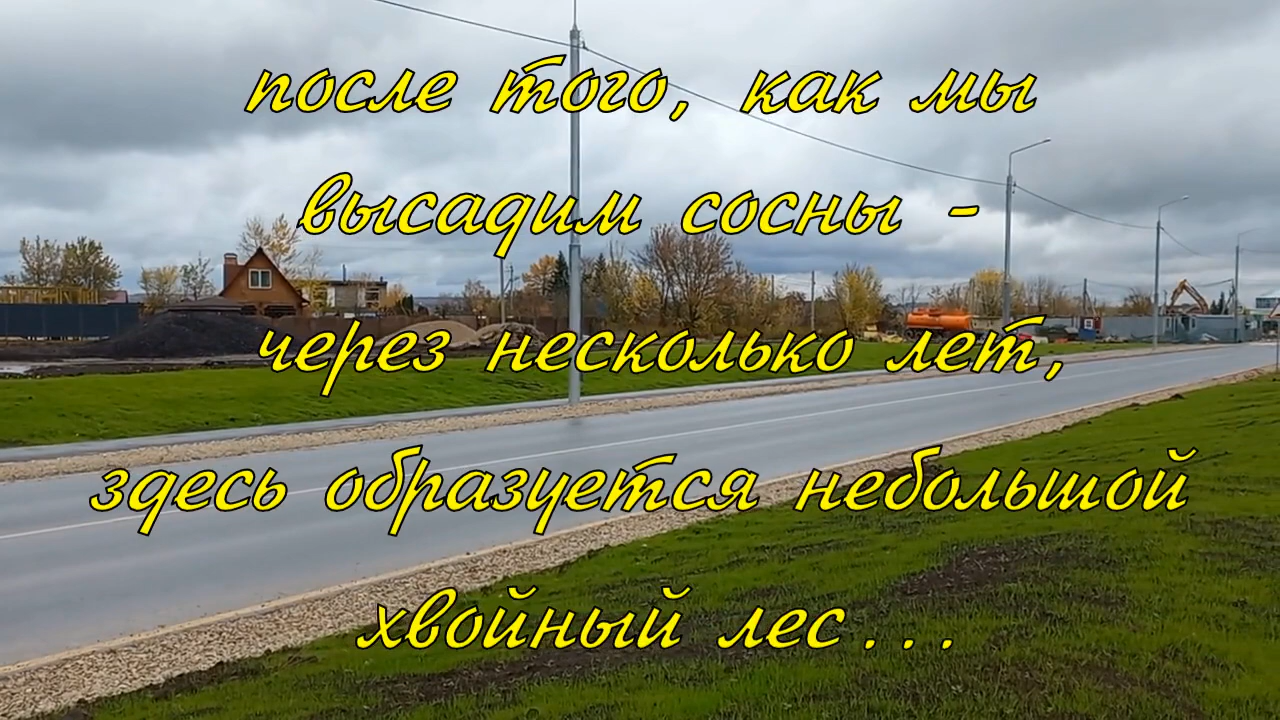 после того, как мы
высадим сосны -
через несколько лет,
здесь образуется небольшой
хвойный лес...